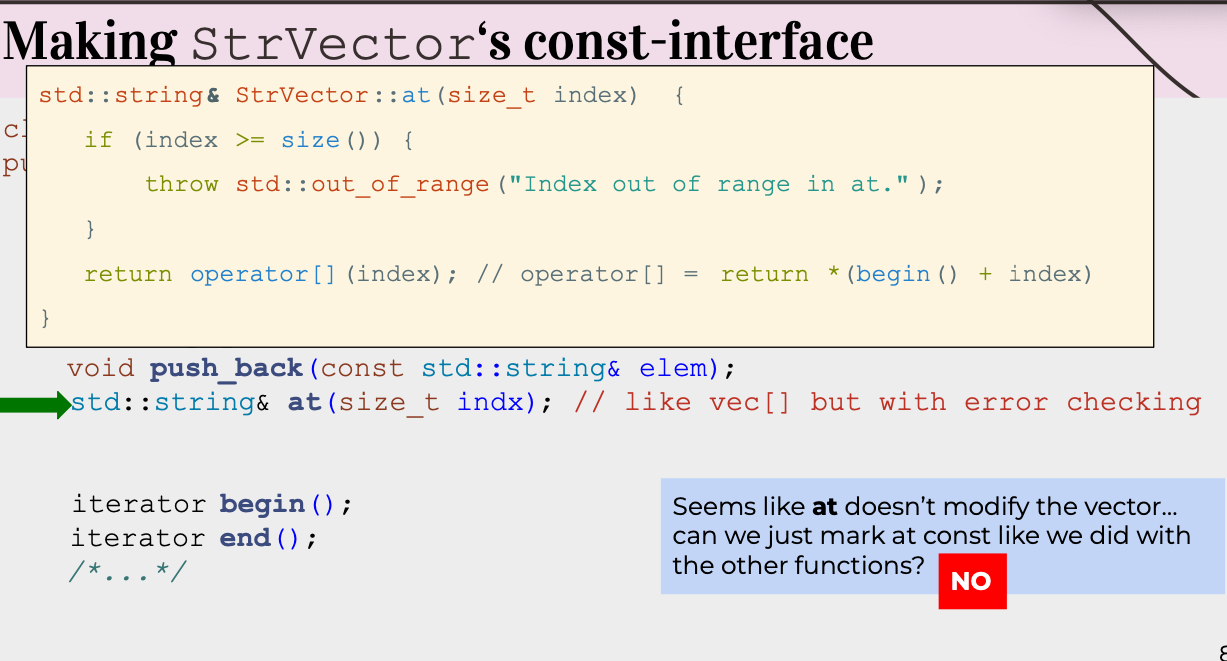 Making StrVector‘s const-interface
std::string& StrVector::at(size_t index)  {
if (index >= size()) {
throw std::out_of_range("Index out of range in at.");
}
return operator[](index); // operator[] = return *(begin() + index)
}
void push_back(const std::string& elem);
std::string& at(size_t indx); // like vec[] but with error checking
iterator begin();
iterator end();
/*...*/
Seems like at doesn’t modify the vector…
can we just mark at const like we did with
the other functions?
NO